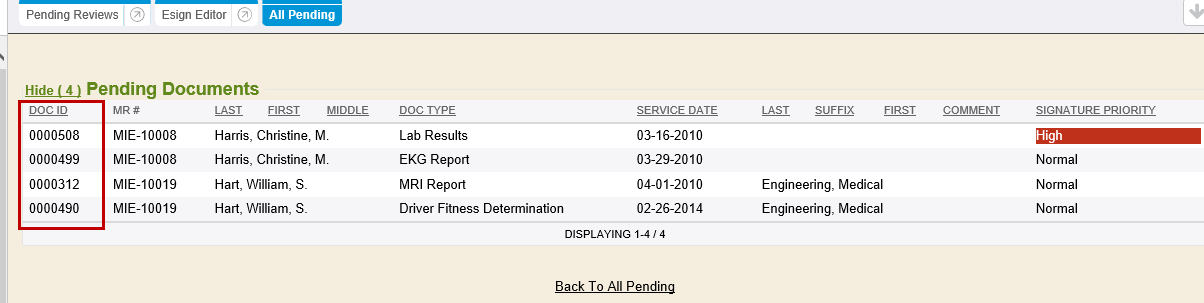 Pending Reviews Esign Editor All Pending
Hide ( 4 ) Pending Documents
DOC ID MR # LAST FIRST MIDDLE DOC TYPE SERVICE DATE LAST SUFFIX FIRST COMMENT SIGNATURE PRIORITY
0000508 MIE-10008 Harris, Christine, M. Lab Results 03-16-2010 High
0000499 MIE-10008 Harris, Christine, M. EKG Report 03-29-2010 Normal
0000312 MIE-10019 Hart, William, S. MRI Report 04-01-2010 Engineering, Medical Normal
0000490 MIE-10019 Hart, William, S. Driver Fitness Determination 02-26-2014 Engineering, Medical Normal
DISPLAYING 1-4 / 4
Back To All Pending